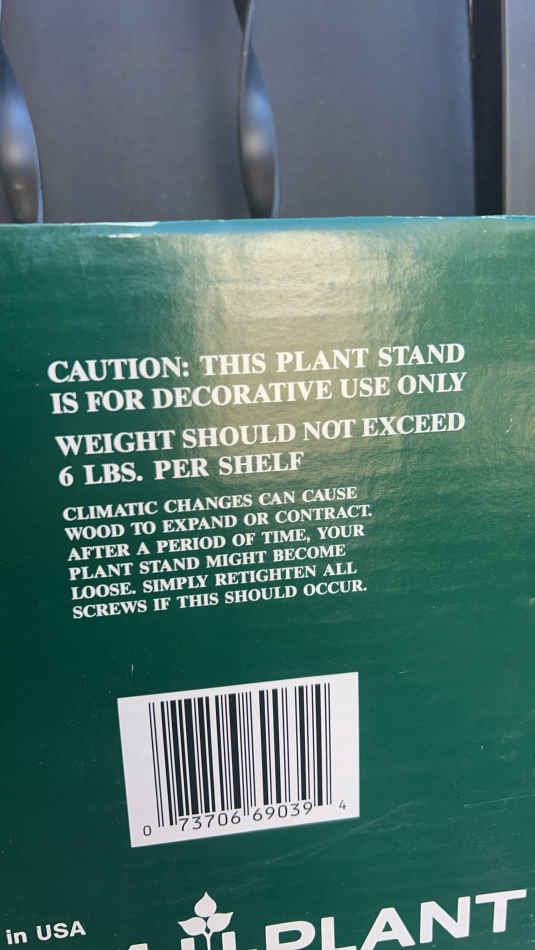 CAUTION: THIS PLANT STAND
IS FOR DECORATIVE USE ONLY
WEIGHT SHOULD NOT EXCEED
6 LBS. PER SHELF
CLIMATIC CHANGES CAN CAUSE
WOOD TO EXPAND OR CONTRACT.
AFTER A PERIOD OF TIME, YOUR
PLANT STAND MIGHT BECOME
LOOSE. SIMPLY RETIGHTEN ALL
SCREWS IF THIS SHOULD OCCUR.
0 73706 69039 4
in USA
PLANT